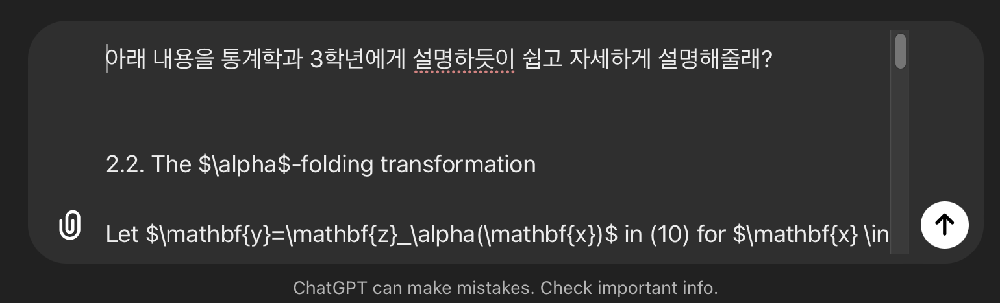 아래 내용을 통계학과 3학년에게 설명하듯이 쉽고 자세하게 설명해줄래?
2.2. The $\alpha$-folding transformation
Let $\mathbf{y}=\mathbf{z}_\alpha(\mathbf{x})$ in (10) for $\mathbf{x} \in
ChatGPT can make mistakes. Check important info.